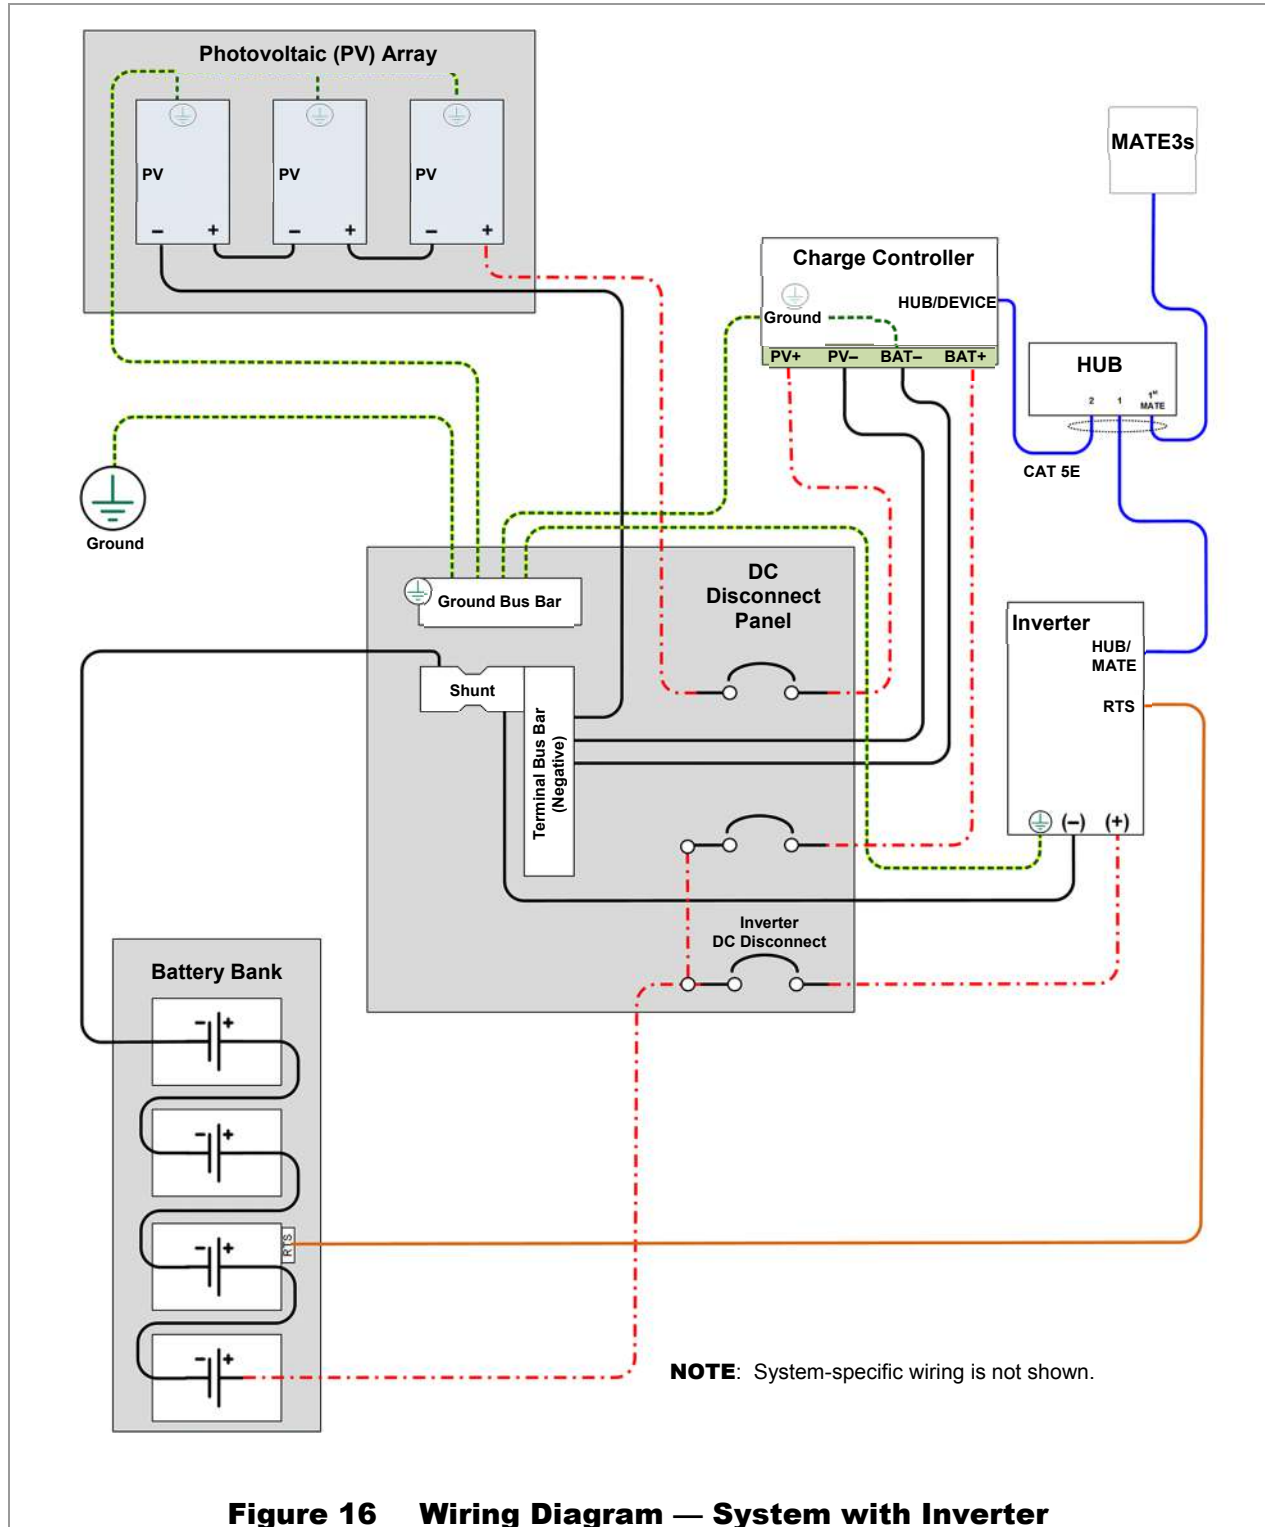 Photovoltaic (PV) Array
PV
PV
PV
– +
– +
– +
MATE3s
Charge Controller
HUB/DEVICE
Ground
PV+ PV– BAT– BAT+
HUB
2 1 1st MATE
CAT 5E
Ground
DC
Disconnect
Panel
Ground Bus Bar
Shunt
Terminal Bus Bar
(Negative)
Inverter
HUB/
MATE
RTS
(–) (+)
Inverter
DC Disconnect
Battery Bank
- +
- +
- +
RTS
- +
NOTE: System-specific wiring is not shown.
Figure 16 Wiring Diagram — System with Inverter